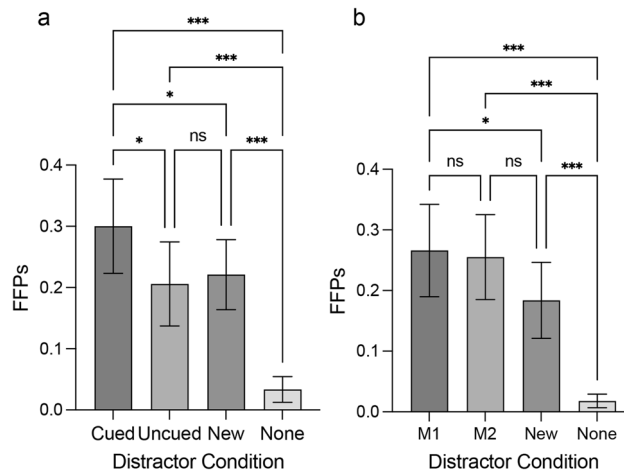 a
***
***
*
*
ns
***
0.4
0.3
0.2
0.1
0.0
FFPs
Cued Uncued New None
Distractor Condition
b
***
***
*
ns
ns
***
0.4
0.3
0.2
0.1
0.0
FFPs
M1 M2 New None
Distractor Condition